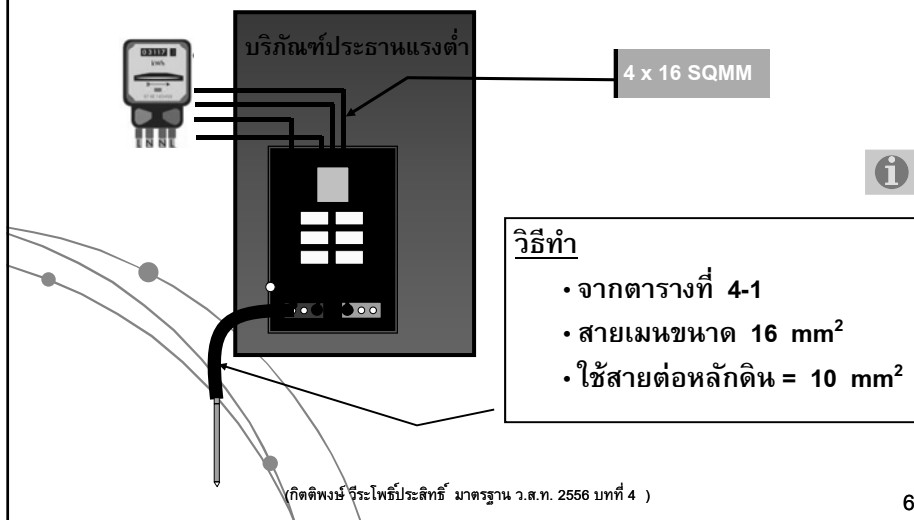 บริภัณฑ์ประธานแรงต่ำ
03117
kWh
4 x 16 SQMM
L N N L
i
วิธีทำ
• จากตารางที่ 4-1
• สายเมนขนาด 16 mm²
• ใช้สายต่อหลักดิน = 10 mm²
(กิตติพงษ์ วีระโพธิ์ประสิทธิ์ มาตรฐาน ว.ส.ท. 2556 บทที่ 4 )
6